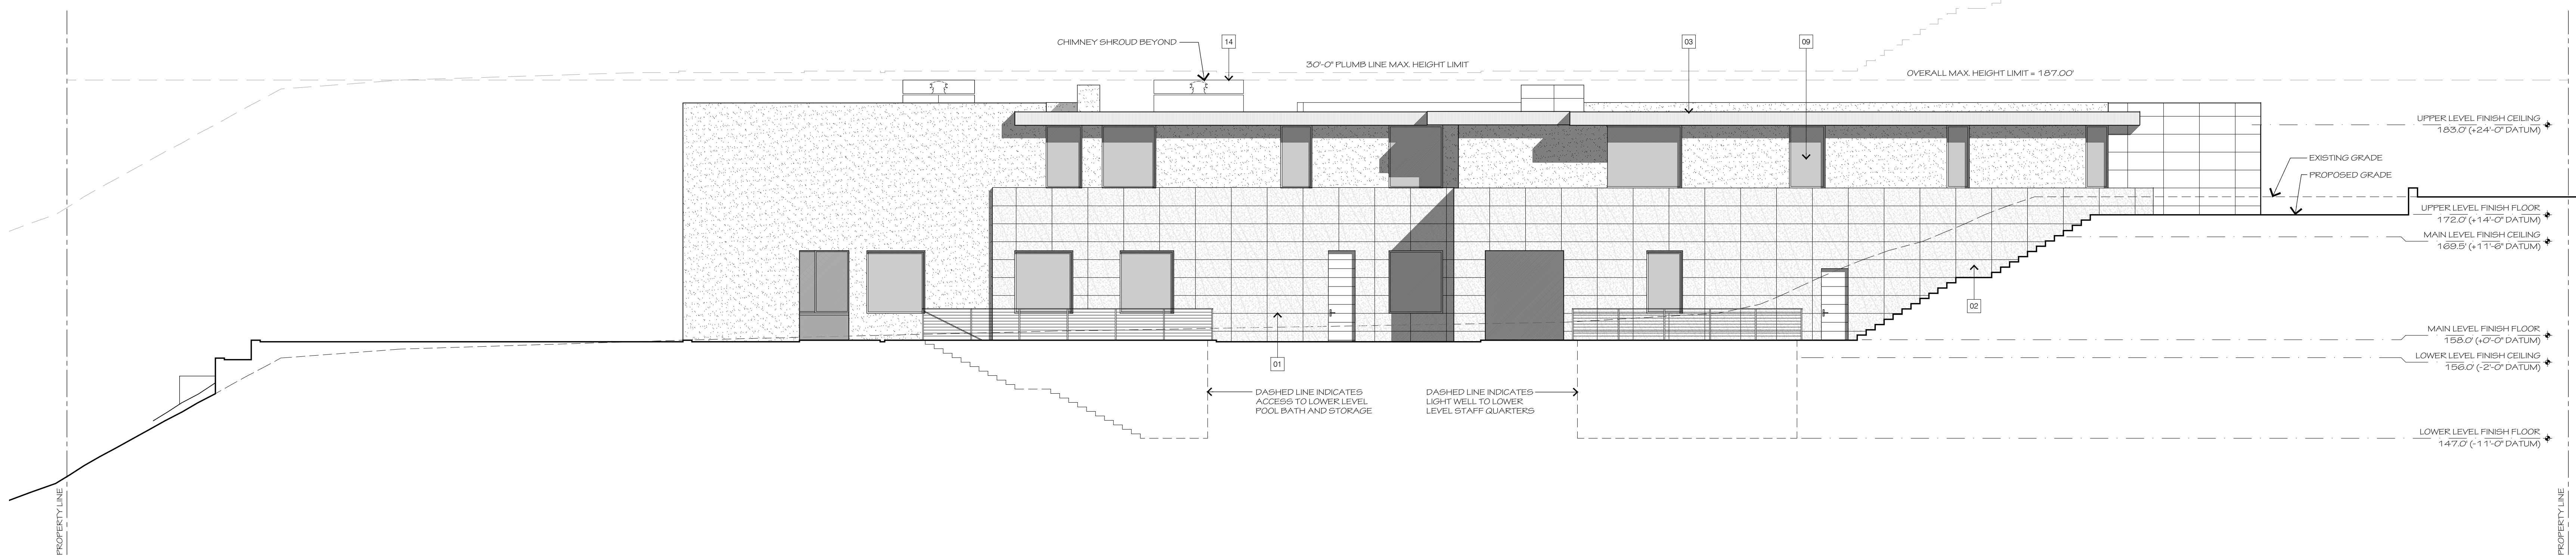 CHIMNEY SHROUD BEYOND
14
03
09
30'-0" PLUMB LINE MAX. HEIGHT LIMIT
OVERALL MAX. HEIGHT LIMIT = 187.00'
UPPER LEVEL FINISH CEILING
183.0' (+24'-0" DATUM)
EXISTING GRADE
PROPOSED GRADE
UPPER LEVEL FINISH FLOOR
172.0' (+14'-0" DATUM)
MAIN LEVEL FINISH CEILING
169.5' (+11'-6" DATUM)
02
MAIN LEVEL FINISH FLOOR
158.0' (+0'-0" DATUM)
LOWER LEVEL FINISH CEILING
156.0' (-2'-0" DATUM)
01
DASHED LINE INDICATES
ACCESS TO LOWER LEVEL
POOL BATH AND STORAGE
DASHED LINE INDICATES
LIGHT WELL TO LOWER
LEVEL STAFF QUARTERS
LOWER LEVEL FINISH FLOOR
147.0' (-11'-0" DATUM)
PROPERTY LINE
PROPERTY LINE